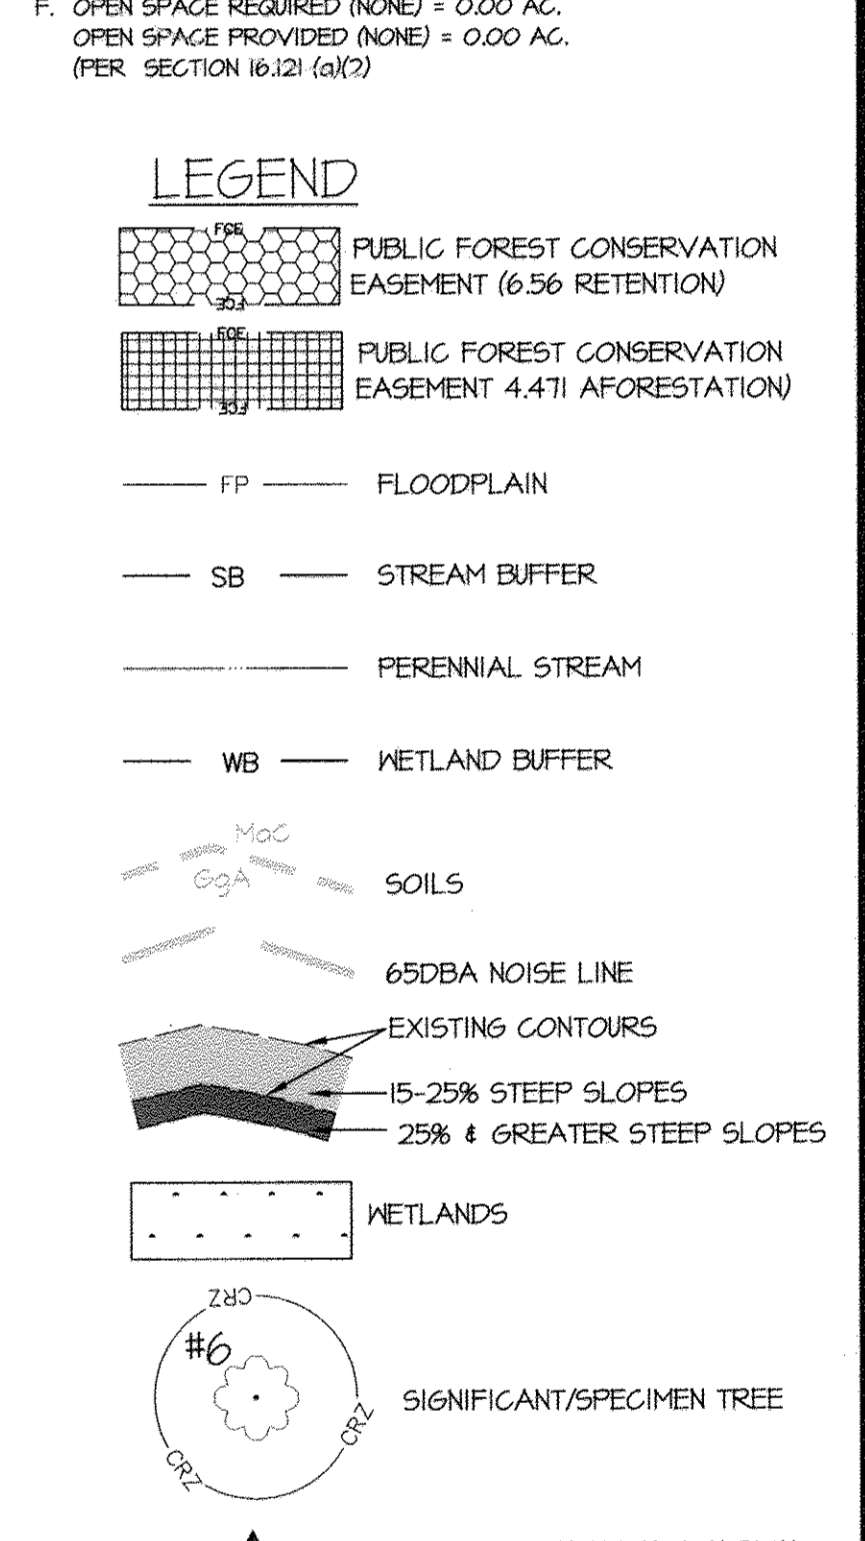 F. OPEN SPACE REQUIRED (NONE) = 0.00 AC.
OPEN SPACE PROVIDED (NONE) = 0.00 AC.
(PER SECTION 16.121 (a)(2)
LEGEND
FCE
PUBLIC FOREST CONSERVATION
EASEMENT (6.56 RETENTION)
FCE
FCE
PUBLIC FOREST CONSERVATION
EASEMENT 4.471 AFORESTATION)
FCE
FP FLOODPLAIN
SB STREAM BUFFER
PERENNIAL STREAM
WB WETLAND BUFFER
MaC
GgA
SOILS
65DBA NOISE LINE
EXISTING CONTOURS
15-25% STEEP SLOPES
25% & GREATER STEEP SLOPES
WETLANDS
CRZ
#6
SIGNIFICANT/SPECIMEN TREE
CRZ
CRZ